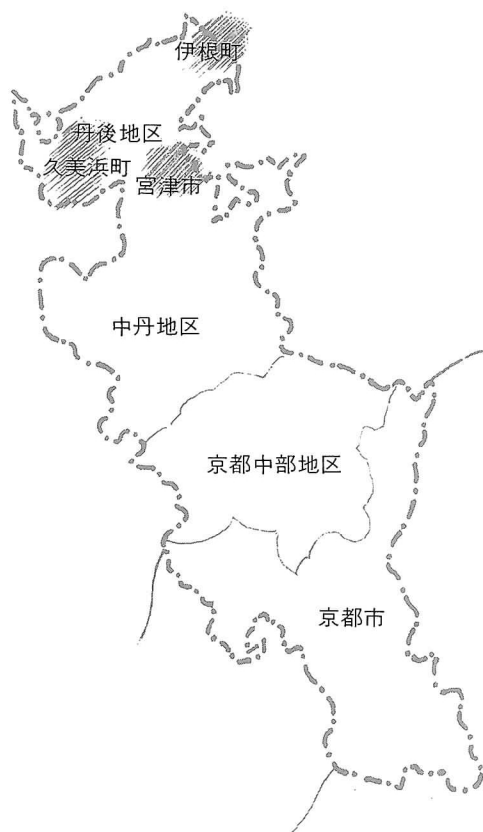 伊根町
丹後地区
久美浜町
宮津市
中丹地区
京都中部地区
京都市